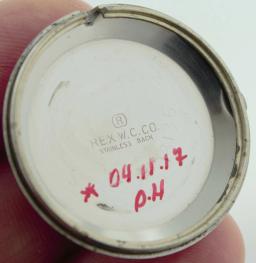 R
REX W.C.CO.
STAINLESS BACK
* 04.11.17
P.H